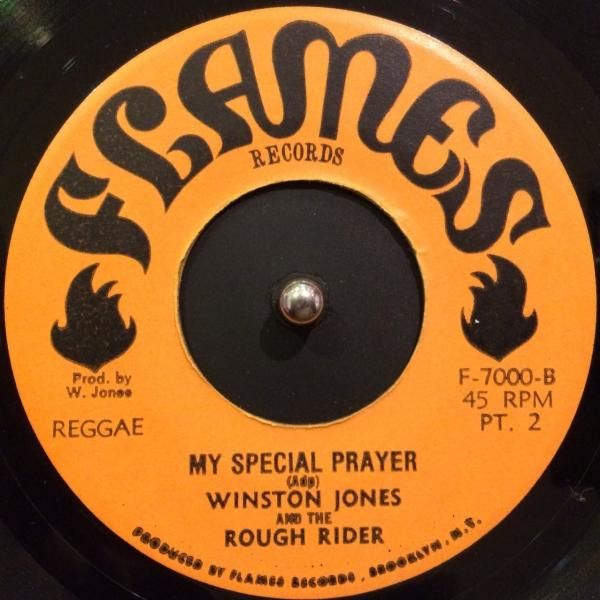 FLAMES
RECORDS
Prod. by
W. Jones
REGGAE
F-7000-B
45 RPM
PT. 2
MY SPECIAL PRAYER
(Adp)
WINSTON JONES
AND THE
ROUGH RIDER
PRODUCED BY FLAMES RECORDS, BROOKLYN, N.Y.